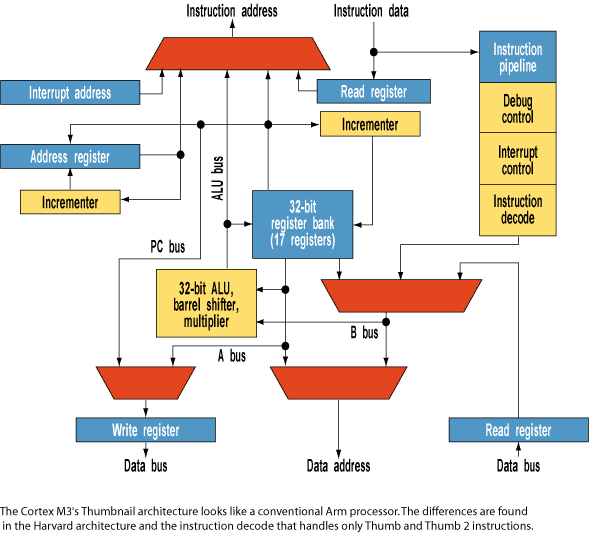 Instruction address
Instruction data
Instruction
pipeline
Interrupt address
Read register
Debug
control
Incrementer
Address register
Interrupt
control
ALU bus
Incrementer
32-bit
register bank
(17 registers)
Instruction
decode
PC bus
32-bit ALU,
barrel shifter,
multiplier
B bus
A bus
Write register
Read register
Data bus
Data address
Data bus
The Cortex M3's Thumbnail architecture looks like a conventional Arm processor. The differences are found
in the Harvard architecture and the instruction decode that handles only Thumb and Thumb 2 instructions.